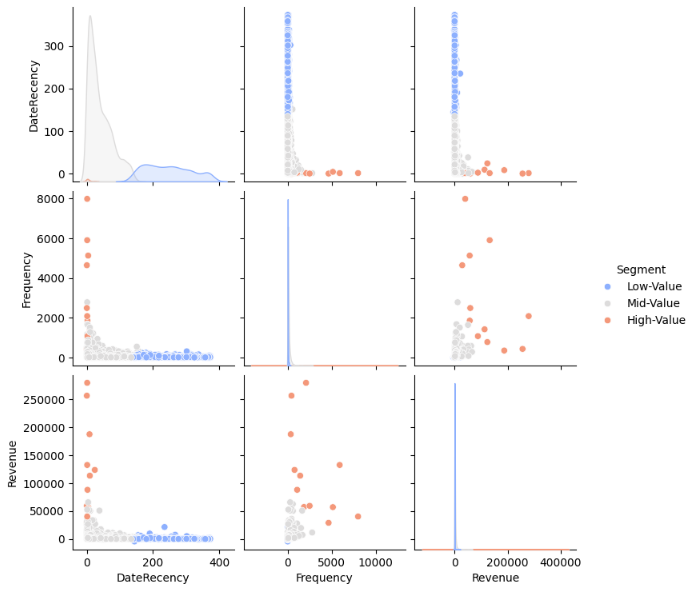 DateRecency
300
200
100
0
Frequency
8000
6000
4000
2000
0
Segment
Low-Value
Mid-Value
High-Value
Revenue
250000
200000
150000
100000
50000
0
0 200 400
0 5000 10000
0 200000 400000
DateRecency
Frequency
Revenue